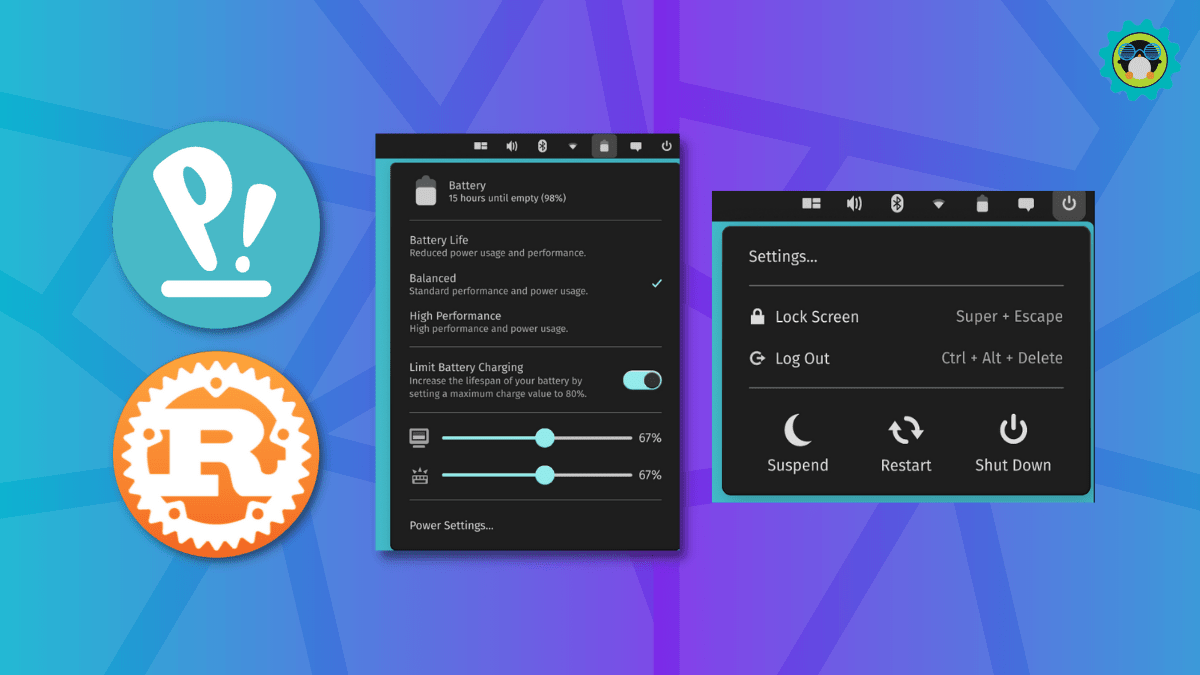 P!
R
Battery
15 hours until empty (98%)
Battery Life
Reduced power usage and performance.
Balanced
Standard performance and power usage.
High Performance
High performance and power usage.
Limit Battery Charging
Increase the lifespan of your battery by
setting a maximum charge value to 80%.
67%
67%
Power Settings...
Settings...
Lock Screen Super + Escape
Log Out Ctrl + Alt + Delete
Suspend Restart Shut Down